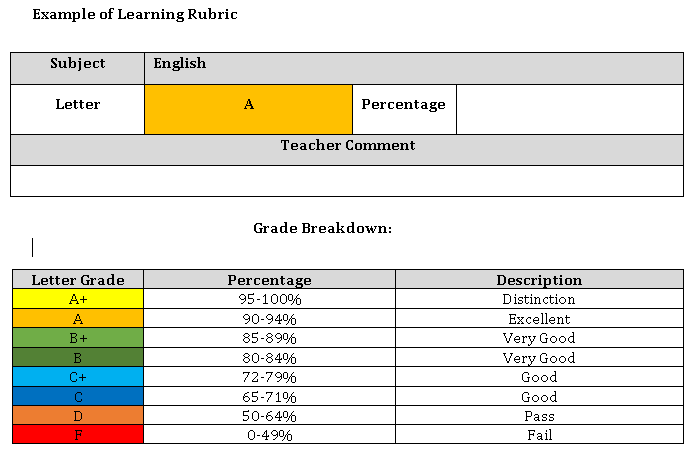 Example of Learning Rubric
Subject English
Letter A Percentage
Teacher Comment
Grade Breakdown:
Letter Grade Percentage Description
A+ 95-100% Distinction
A 90-94% Excellent
B+ 85-89% Very Good
B 80-84% Very Good
C+ 72-79% Good
C 65-71% Good
D 50-64% Pass
F 0-49% Fail